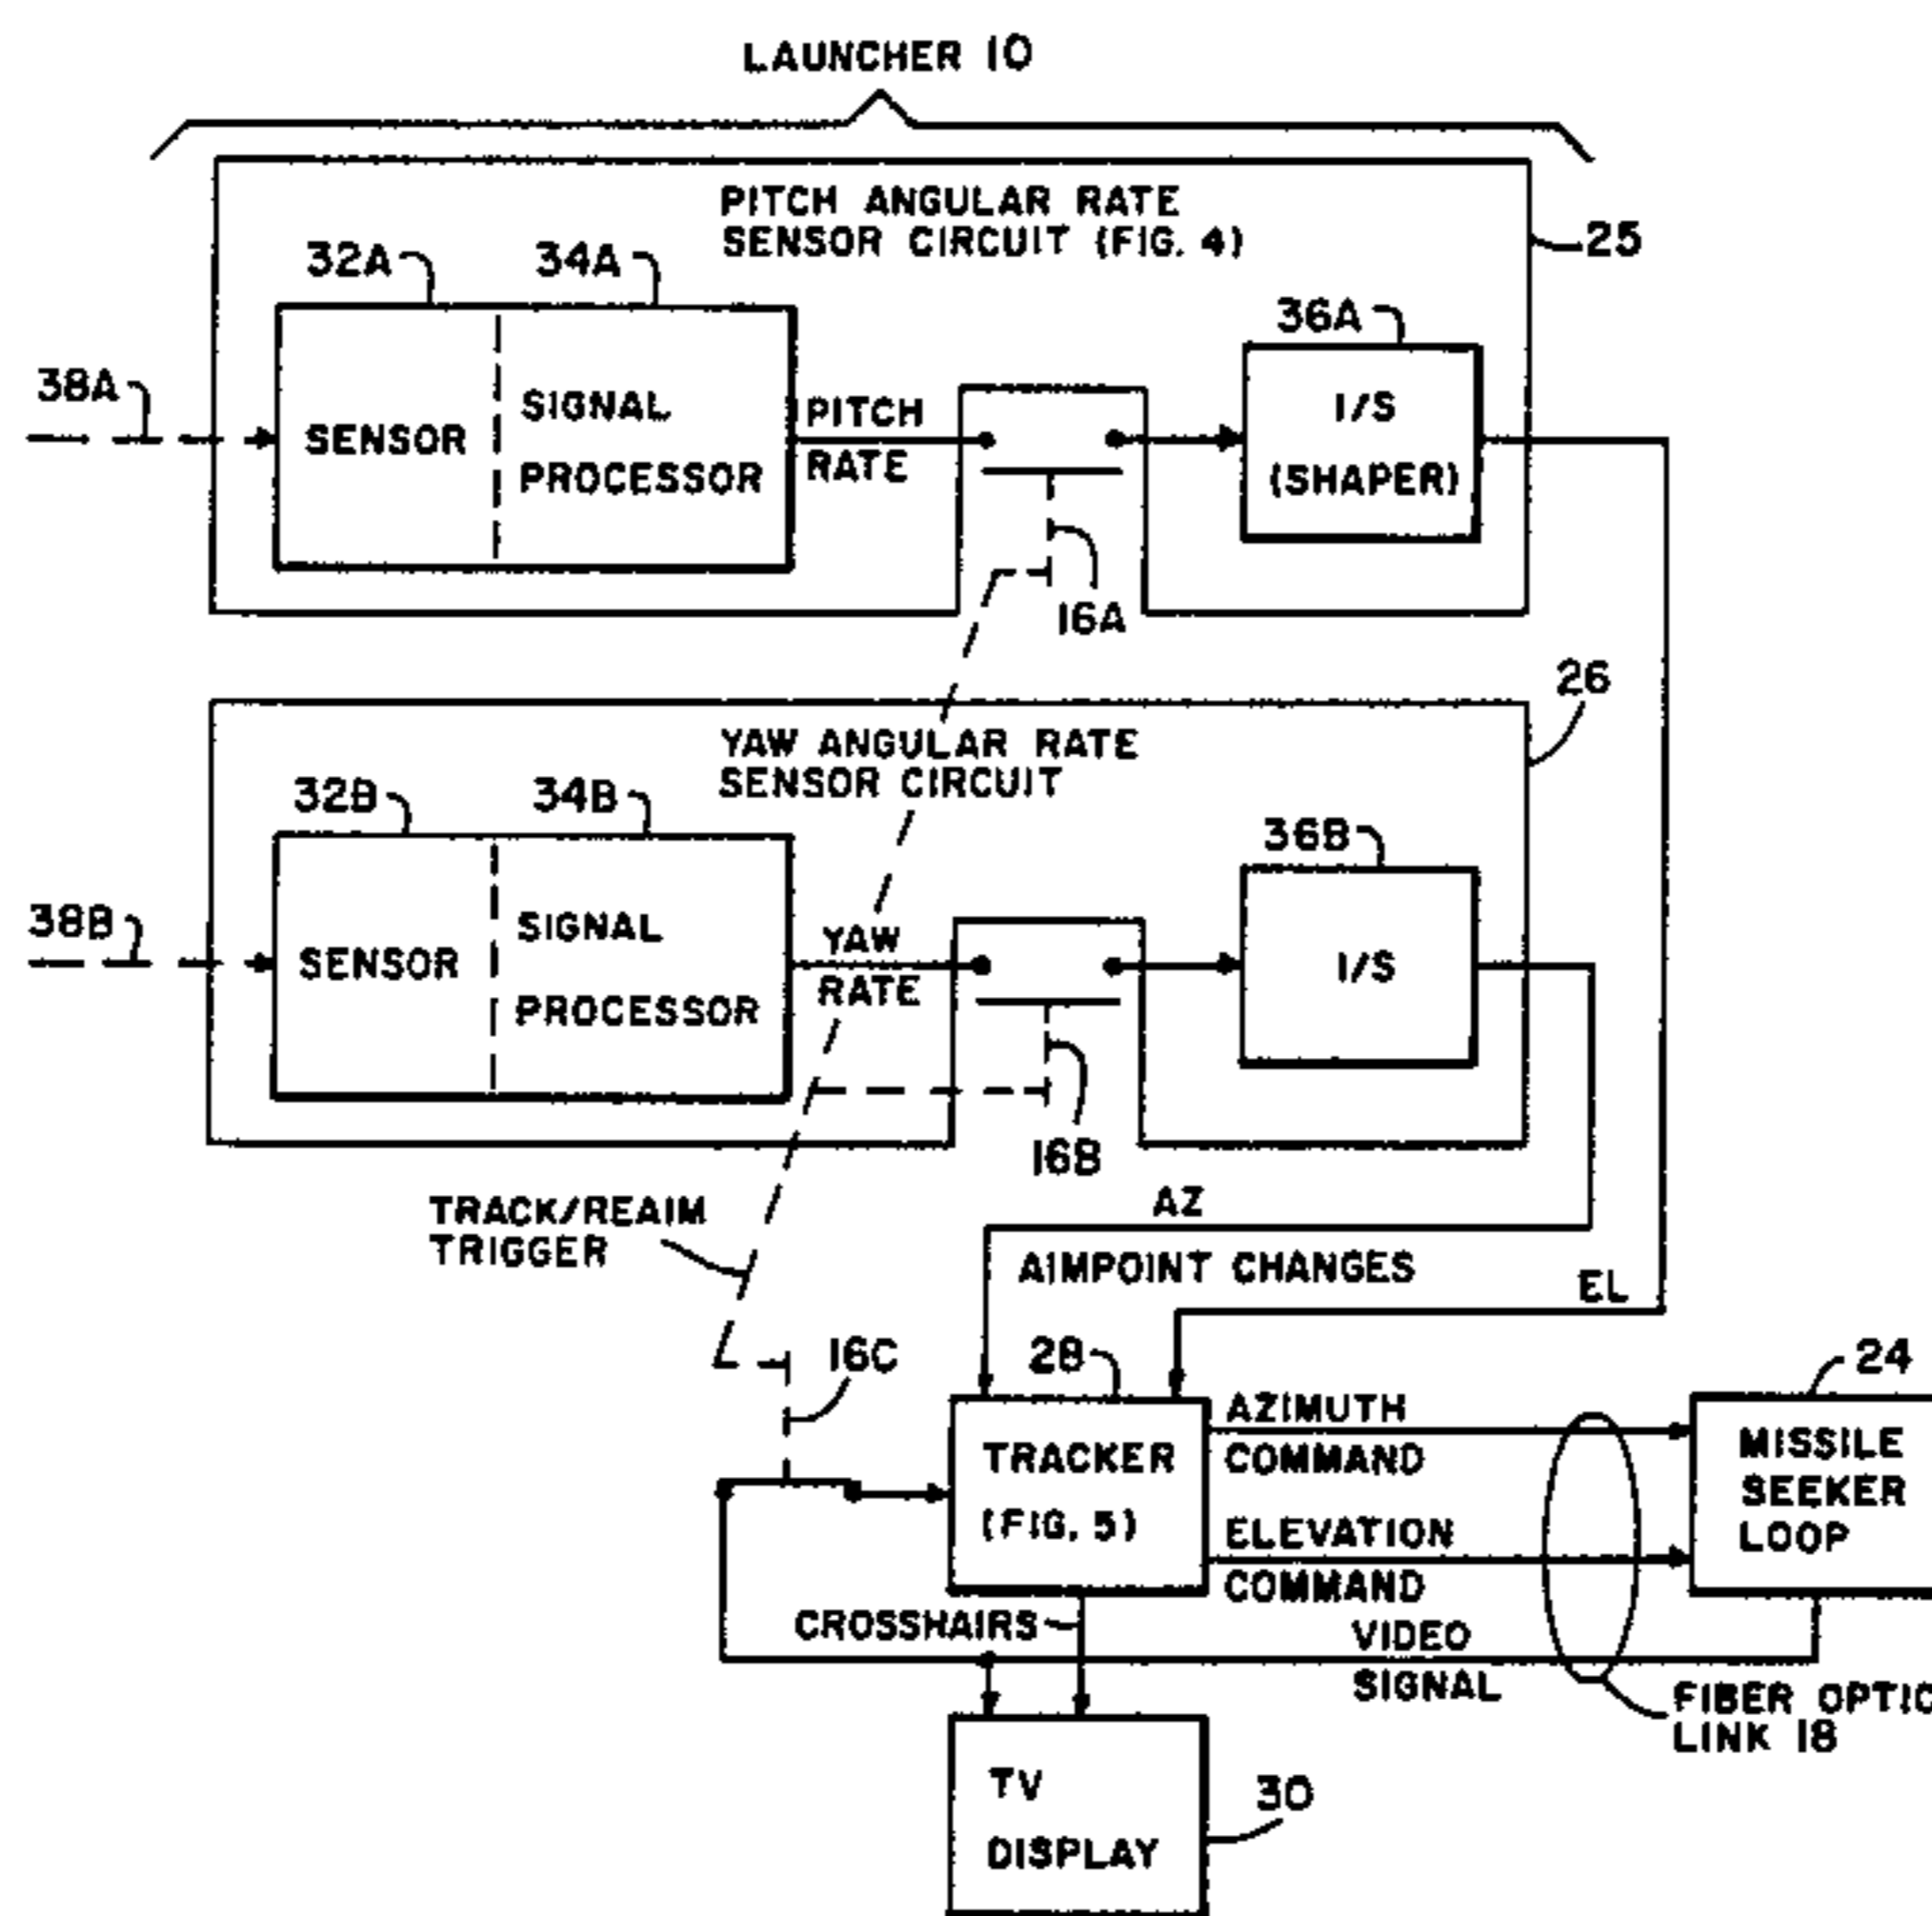 LAUNCHER 10
PITCH ANGULAR RATE
SENSOR CIRCUIT (FIG. 4)
25
32A
34A
36A
38A
SENSOR
SIGNAL
PROCESSOR
PITCH
RATE
I/S
(SHAPER)
16A
26
YAW ANGULAR RATE
SENSOR CIRCUIT
32B
34B
36B
38B
SENSOR
SIGNAL
PROCESSOR
YAW
RATE
I/S
16B
TRACK/REAIM
TRIGGER
AZ
AIMPOINT CHANGES
EL
16C
28
24
TRACKER
(FIG. 5)
AZIMUTH
COMMAND
ELEVATION
COMMAND
MISSILE
SEEKER
LOOP
CROSSHAIRS
VIDEO
SIGNAL
FIBER OPTIC
LINK 18
TV
DISPLAY
30